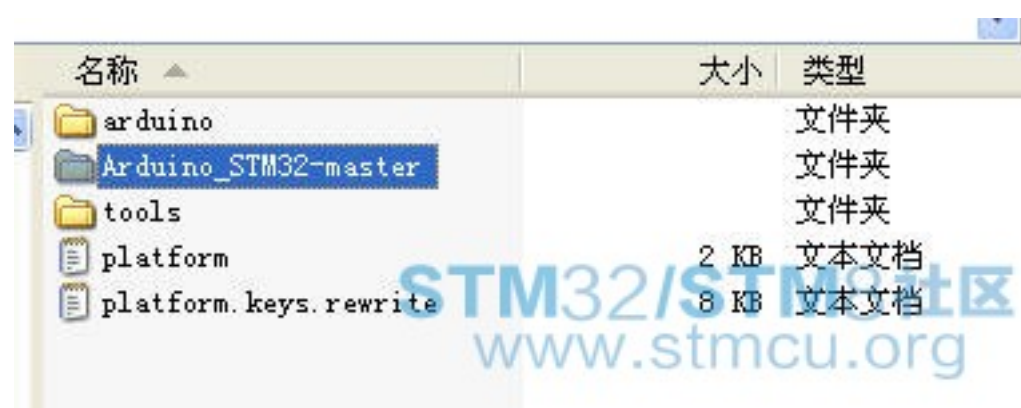 名称 大小 类型
arduino 文件夹
Arduino_STM32-master 文件夹
tools 文件夹
platform 2 KB 文本文档
platform.keys.rewrite 8 KB 文本文档
STM32/STM8社区
www.stmcu.org